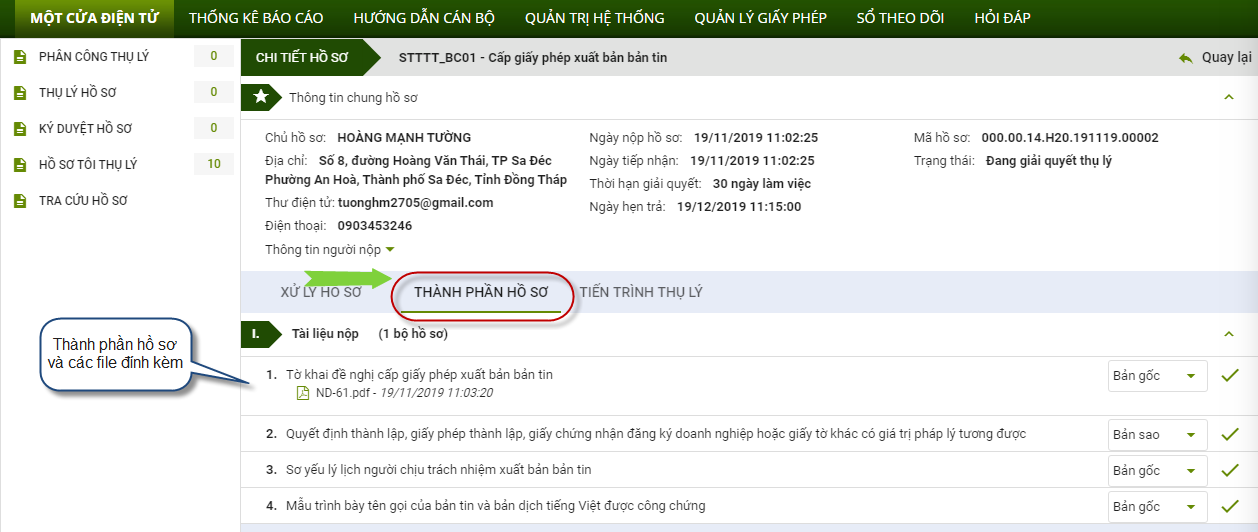 MỘT CỬA ĐIỆN TỬ THỐNG KÊ BÁO CÁO HƯỚNG DẪN CÁN BỘ QUẢN TRỊ HỆ THỐNG QUẢN LÝ GIẤY PHÉP SỔ THEO DÕI HỎI ĐÁP
PHÂN CÔNG THỤ LÝ 0
THỤ LÝ HỒ SƠ 0
KÝ DUYỆT HỒ SƠ 0
HỒ SƠ TÔI THỤ LÝ 10
TRA CỨU HỒ SƠ
CHI TIẾT HỒ SƠ STTTT_BC01 - Cấp giấy phép xuất bản bản tin Quay lại
Thông tin chung hồ sơ
Chủ hồ sơ: HOÀNG MẠNH TƯỜNG
Địa chỉ: Số 8, đường Hoàng Văn Thái, TP Sa Đéc
Phường An Hoà, Thành phố Sa Đéc, Tỉnh Đồng Tháp
Thư điện tử: tuonghm2705@gmail.com
Điện thoại: 0903453246
Thông tin người nộp
Ngày nộp hồ sơ: 19/11/2019 11:02:25
Ngày tiếp nhận: 19/11/2019 11:02:25
Thời hạn giải quyết: 30 ngày làm việc
Ngày hẹn trả: 19/12/2019 11:15:00
Mã hồ sơ: 000.00.14.H20.191119.00002
Trạng thái: Đang giải quyết thụ lý
XỬ LÝ HỒ SƠ THÀNH PHẦN HỒ SƠ TIẾN TRÌNH THỤ LÝ
I. Tài liệu nộp (1 bộ hồ sơ)
Thành phần hồ sơ
và các file đính kèm
1. Tờ khai đề nghị cấp giấy phép xuất bản bản tin Bản gốc
ND-61.pdf - 19/11/2019 11:03:20
2. Quyết định thành lập, giấy phép thành lập, giấy chứng nhận đăng ký doanh nghiệp hoặc giấy tờ khác có giá trị pháp lý tương được Bản sao
3. Sơ yếu lý lịch người chịu trách nhiệm xuất bản bản tin Bản gốc
4. Mẫu trình bày tên gọi của bản tin và bản dịch tiếng Việt được công chứng Bản gốc